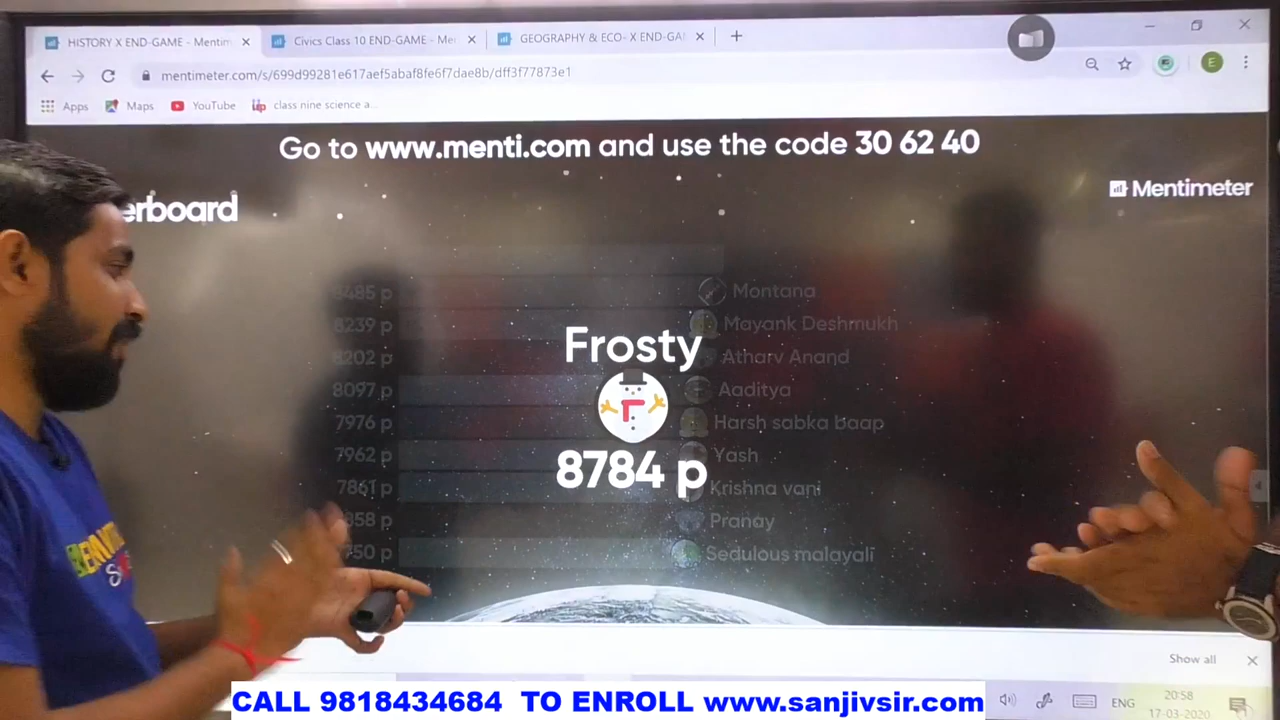 HISTORY X END-GAME - Mentim
Civics Class 10 END-GAME - Me
GEOGRAPHY & ECO- X END-GA
mentimeter.com/s/699d99281e617aef5abaf8fe6f7dae8b/dff3f77873e1
E
Apps
Maps
YouTube
class nine science a...
Go to www.menti.com and use the code 30 62 40
Mentimeter
erboard
8485 p Montana
8239 p Mayank Deshmukh
Frosty
8202 p Atharv Anand
8097 p Aaditya
7976 p Harsh sabka baap
7962 p Yash
8784 p
7861 p Krishna vani
858 p Pranay
750 p Sedulous malayali
Show all
ENG
20:58
17-03-2020
CALL 9818434684 TO ENROLL www.sanjivsir.com